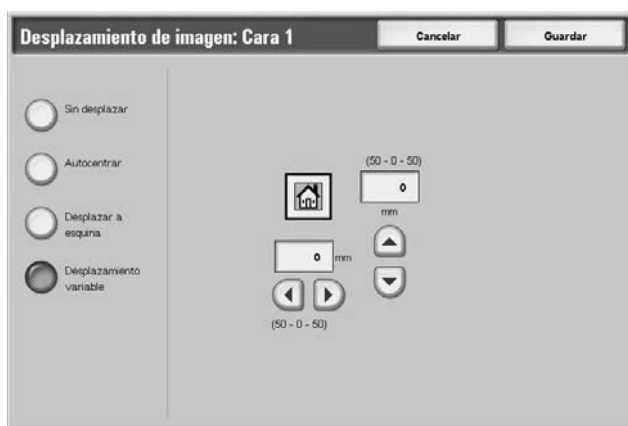 Desplazamiento de imagen: Cara 1
Cancelar
Guardar
Sin desplazar
Autocentrar
Desplazar a
esquina
Desplazamiento
variable
(50 - 0 - 50)
0
mm
0 mm
(50 - 0 - 50)